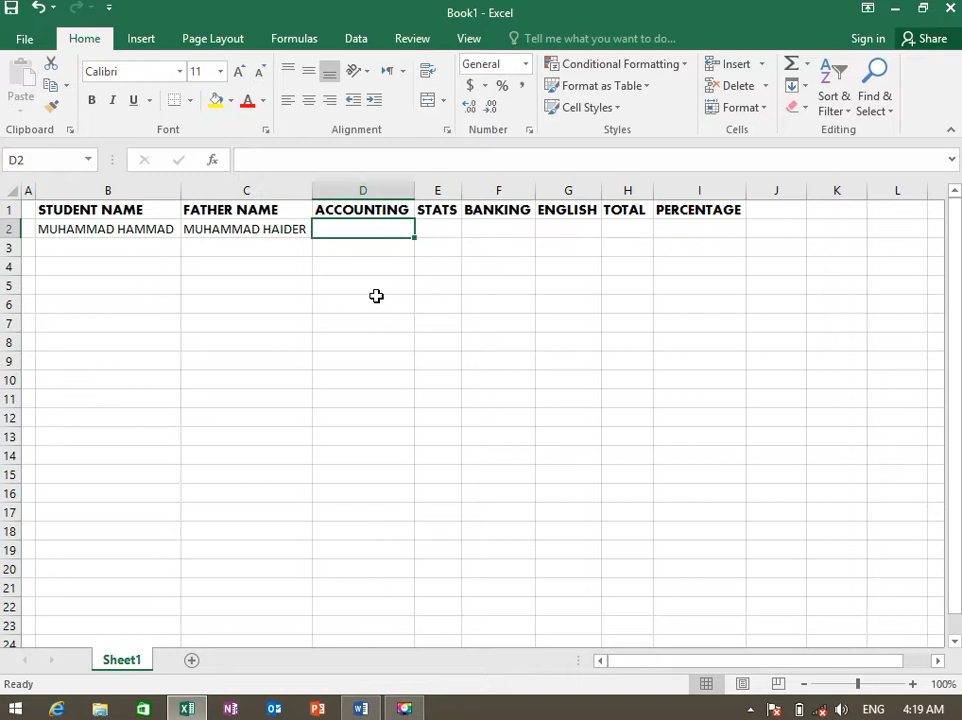 Book1 - Excel
File Home Insert Page Layout Formulas Data Review View Tell me what you want to do... Sign in Share
Paste
Calibri 11
B I U A
General
$ % ,
Conditional Formatting
Format as Table
Cell Styles
Insert
Delete
Format
Sort & Filter
Find & Select
Clipboard Font Alignment Number Styles Cells Editing
D2 fx
A B C D E F G H I J K L
1 STUDENT NAME FATHER NAME ACCOUNTING STATS BANKING ENGLISH TOTAL PERCENTAGE
2 MUHAMMAD HAMMAD MUHAMMAD HAIDER
3
4
5
6
7
8
9
10
11
12
13
14
15
16
17
18
19
20
21
22
23
24
Sheet1
Ready 100%
ENG 4:19 AM